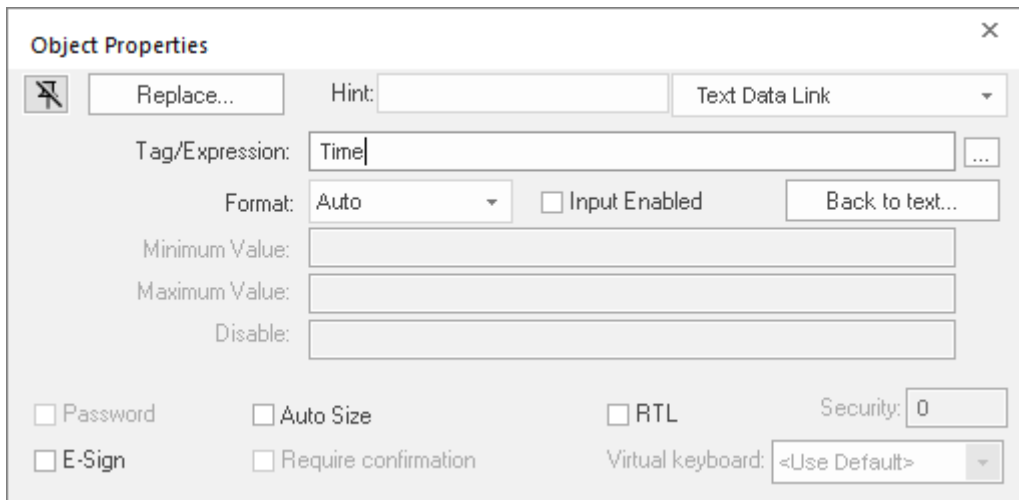 Object Properties
Replace... Hint: Text Data Link
Tag/Expression: Time ...
Format: Auto Input Enabled Back to text...
Minimum Value:
Maximum Value:
Disable:
Password Auto Size RTL Security: 0
E-Sign Require confirmation Virtual keyboard: <Use Default>